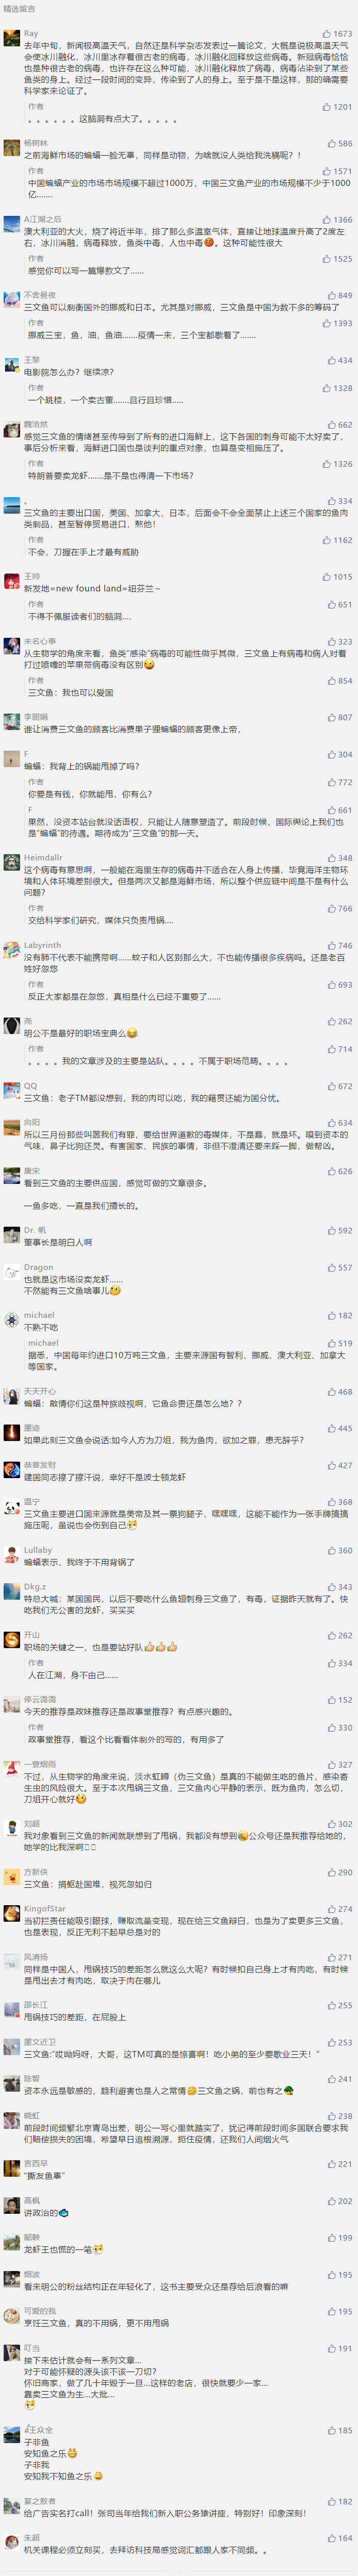 精选留言
Ray
1673
去年中旬，新闻极高温天气，自然还是科学杂志发表过一篇论文，大概是说极高温天气
会使冰川融化，冰川里冰存着很古老的病毒，冰川融化回释放这些病毒。新冠病毒恰恰
也是种很古老的病毒，也许存在这么种可能，冰川融化释放了病毒，病毒沾染到了某些
鱼类的身上。经过一段时间的变异，传染到了人的身上。至于是不是这样，那的确需要
科学家来论证了。
作者
1201
。。。。。。这脑洞有点大了。。。。。
杨树林
586
之前海鲜市场的蝙蝠一脸无辜，同样是动物，为啥就没人类给我洗稿呢？！
作者
1571
中国蝙蝠产业的市场市场规模不超过1000万，中国三文鱼产业的市场规模不少于1000
亿.......
A江湖之后
1366
澳大利亚的大火，烧了将近半年，排了那么多温室气体，直接让地球温度升高了2度左
右，冰川消融，病毒释放，鱼类中毒，人也中毒😡。这种可能性很大
作者
1525
感觉你可以写一篇爆款文了......
不舍昼夜
849
三文鱼可以制衡国外的挪威和日本。尤其是对挪威，三文鱼是中国为数不多的筹码了
作者
1393
挪威三宝，鱼，油，鱼油.......疫情一来，三个宝都歇着了.......
王黎
434
电影院怎么办？继续凉？
作者
1328
一个跳楼，一个卖古董.......且行且珍惜.....
魏浩然
662
感觉三文鱼的情绪甚至传导到了所有的进口海鲜上，这下各国的刺身可能不太好卖了，
事后分析来看，海鲜进口国也是谈判的重点对象，也算是变相施压了。
作者
1326
特朗普要卖龙虾.......是不是也得清一下市场？
。
334
三文鱼的主要出口国，美国、加拿大、日本，后面会不会全面禁止上述三个国家的鱼肉
类制品，甚至暂停贸易进口，熬他！
作者
1162
不会，刀握在手上才最有威胁
王帅
1015
新发地=new found land=纽芬兰～
作者
651
不得不佩服读者们的脑洞....
未名心事
323
从生物学的角度来看，鱼类“感染”病毒的可能性微乎其微，三文鱼上有病毒和病人对着
打过喷嚏的苹果带病毒没有区别🤣
作者
854
三文鱼：我也可以爱国
李丽娟
807
谁让消费三文鱼的顾客比消费果子狸蝙蝠的顾客更像上帝，
F
304
蝙蝠：我背上的锅能甩掉了吗？
作者
772
你要是有钱，你就能甩，你有么？
F
661
果然，没资本站台就没话语权，只能让人随意塑造了。前段时候，国际舆论上我们也
是“蝙蝠”的待遇。期待成为“三文鱼”的那一天。
Heimdallr
348
这个病毒有意思啊，一般能在海里生存的病毒并不适合在人身上传播，毕竟海洋生物环
境和人体环境差别很大。但是两次又都是海鲜市场，所以整个供应链中间是不是有什么
问题？
作者
766
交给科学家们研究，媒体只负责甩锅....
Labyrinth
746
没有肺不代表不能携带啊......蚊子和人区别那么大，不也能传播很多疾病吗。还是老百
姓好忽悠
作者
693
反正大家都是在忽悠，真相是什么已经不重要了......
尧
262
明公不是最好的职场宝典么😂
作者
714
。。。。我的文章涉及的主要是站队。。。。不属于职场范畴。。。。
QQ
672
三文鱼：老子TM都没想到，我的肉可以吃，我的籍贯还能为国分忧。
向阳
634
所以三月份那些叫嚣我们有罪，要给世界道歉的毒媒体，不是蠢，就是坏。嗅到资本的
气味，鼻子比狗还灵。有害国家、民族的事情，非但不澄清还要来踩一脚，做帮凶。
唐宋
626
看到三文鱼的主要供应国，感觉可做的文章很多。
一鱼多吃，一直是我们擅长的。
Dr. 帆
592
董事长是明白人啊
Dragon
557
也就是这市场没卖龙虾......
不然能有三文鱼啥事儿🤔
michael
182
不熟不吃
michael
519
据悉，中国每年约进口10万吨三文鱼，主要来源国有智利、挪威、澳大利亚、加拿大
等国家。
天天开心
468
蝙蝠：敢情你们这是种族歧视啊，它鱼命贵还是怎么地？？
墨迹
445
如果此刻三文鱼会说话:如今人方为刀俎，我为鱼肉，欲加之罪，患无辞乎？
恭喜发财
427
建国同志擦了擦汗说，幸好不是波士顿龙虾
温宁
368
三文鱼主要进口国来源就是美帝及其一票狗腿子，嘿嘿嘿，这能不能作为一张手牌搞搞
施压呢，虽说也会伤到自己😹
Lullaby
360
蝙蝠表示，我终于不用背锅了
Dkg.z
343
特总大喊：某国国民，以后不要吃什么鱼翅刺身三文鱼了，有毒，证据昨天就有了。快
吃我们无公害的龙虾，买买买
开山
262
职场的关键之一，也是要站好队👍👍👍
作者
334
人在江湖，身不由己......
停云霭霭
152
今天的推荐是政妹推荐还是政事堂推荐？有点感兴趣的。
作者
330
政事堂推荐，看这个比看看体制外的写的，有用多了
一蓑烟雨
327
不过，从生物学的角度来说，淡水虹鳟（伪三文鱼）是真的不能做生吃的鱼片，感染寄
生虫的风险很大。至于本次甩锅三文鱼，三文鱼内心平静的表示，既为鱼肉，怎么切，
刀俎开心就好😏
刘超
302
我对象看到三文鱼的新闻就联想到了甩锅，我都没有想到😂公众号还是我推荐给她的，
她学的比我深啊
方新侠
290
三文鱼：捐躯赴国难，视死忽如归
KingofStar
274
当初拦责任能吸引眼球，赚取流量变现，现在给三文鱼辩白，也是为了卖更多三文鱼，
也是表现，反正无利不起早总是对的
风清扬
271
同样是中国人，甩锅技巧的差距怎么就这么大呢？有时候扣自己身上才有肉吃，有时候
是甩出去才有肉吃，取决于肉在哪儿
邵长江
255
甩锅技巧的差距，在屁股上
墨文近卫
253
三文鱼:“哎呦妈呀，大哥，这TM可真的是惊喜啊！吃小弟的至少要歇业三天！”
陈智
241
资本永远是敏感的，趋利避害也是人之常情😏三文鱼之锅，前也有之🥦
晓虹
238
前段时间频繁北京青岛出差，明公一写心里就踏实了，犹记得前段时间多国联合要求我
们赔偿损失的困境，希望早日追根溯源，扼住疫情，还我们人间烟火气
宫西早
221
“撕友鱼辜”
高枫
202
讲政治的🐟
韶鞅
199
龙虾王也慌的一笔😹
烟波
195
看来明公的粉丝结构正在年轻化了，这书主要受众还是荐给后浪看的嘛
可爱的我
195
烹饪三文鱼，真的不用锅，更不用甩锅
叮当
191
接下来估计就会有一系列文章...
对于可能怀疑的源头该不该一刀切？
怀旧商家，做了几十年毁于一旦...这样的老店，很快就要少一家...
靠卖三文鱼为生...大批...
😹
王众全
185
子非鱼
安知鱼之乐😄
子非我
安知我不知鱼之乐😄
宴之敖者
182
给广告实名打call！张司当年给我们新入职公务猿讲座，特别好！印象深刻！
朱超
164
机关课程必须立刻买，去拜访科技局感觉词汇都跟人家不同频。。